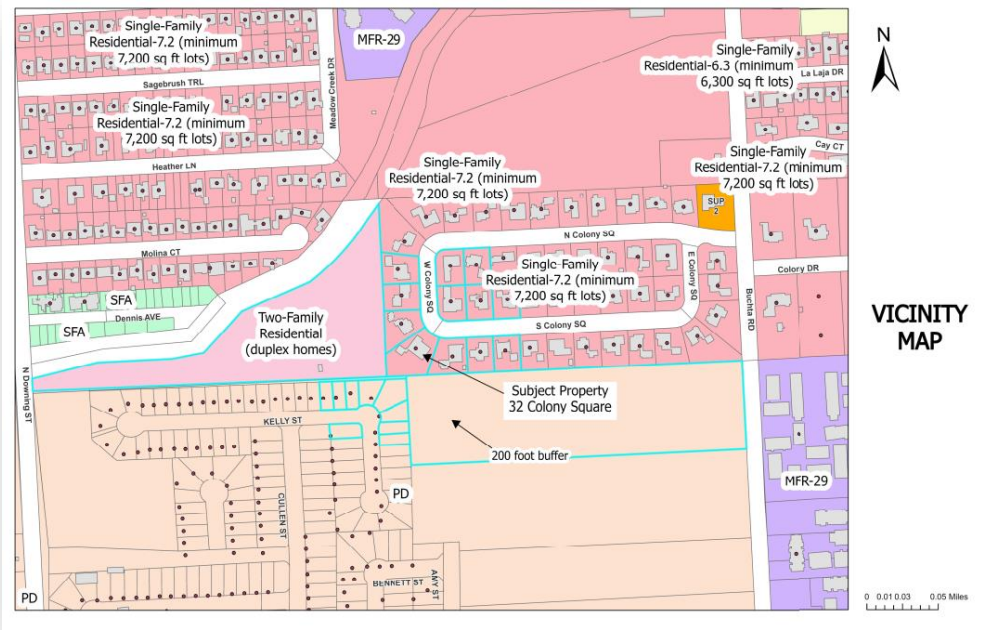 Single-Family
Residential-7.2 (minimum
7,200 sq ft lots)
MFR-29
Single-Family
Residential-6.3 (minimum
6,300 sq ft lots)
La Laja DR
N
Sagebrush TRL
Meadow Creek DR
Single-Family
Residential-7.2 (minimum
7,200 sq ft lots)
Cay CT
Heather LN
Single-Family
Residential-7.2 (minimum
7,200 sq ft lots)
Single-Family
Residential-7.2 (minimum
7,200 sq ft lots)
SUP
2
N Colony SQ
Molina CT
W Colony SQ
Single-Family
Residential-7.2 (minimum
7,200 sq ft lots)
E Colony SQ
Colory DR
SFA
Dennis AVE
SFA
Two-Family
Residential
(duplex homes)
S Colony SQ
Buchta RD
VICINITY
MAP
N Downing ST
Subject Property
32 Colony Square
KELLY ST
200 foot buffer
MFR-29
PD
CULLEN ST
BENNETT ST
AMY ST
PD
0 0.01 0.03 0.05 Miles